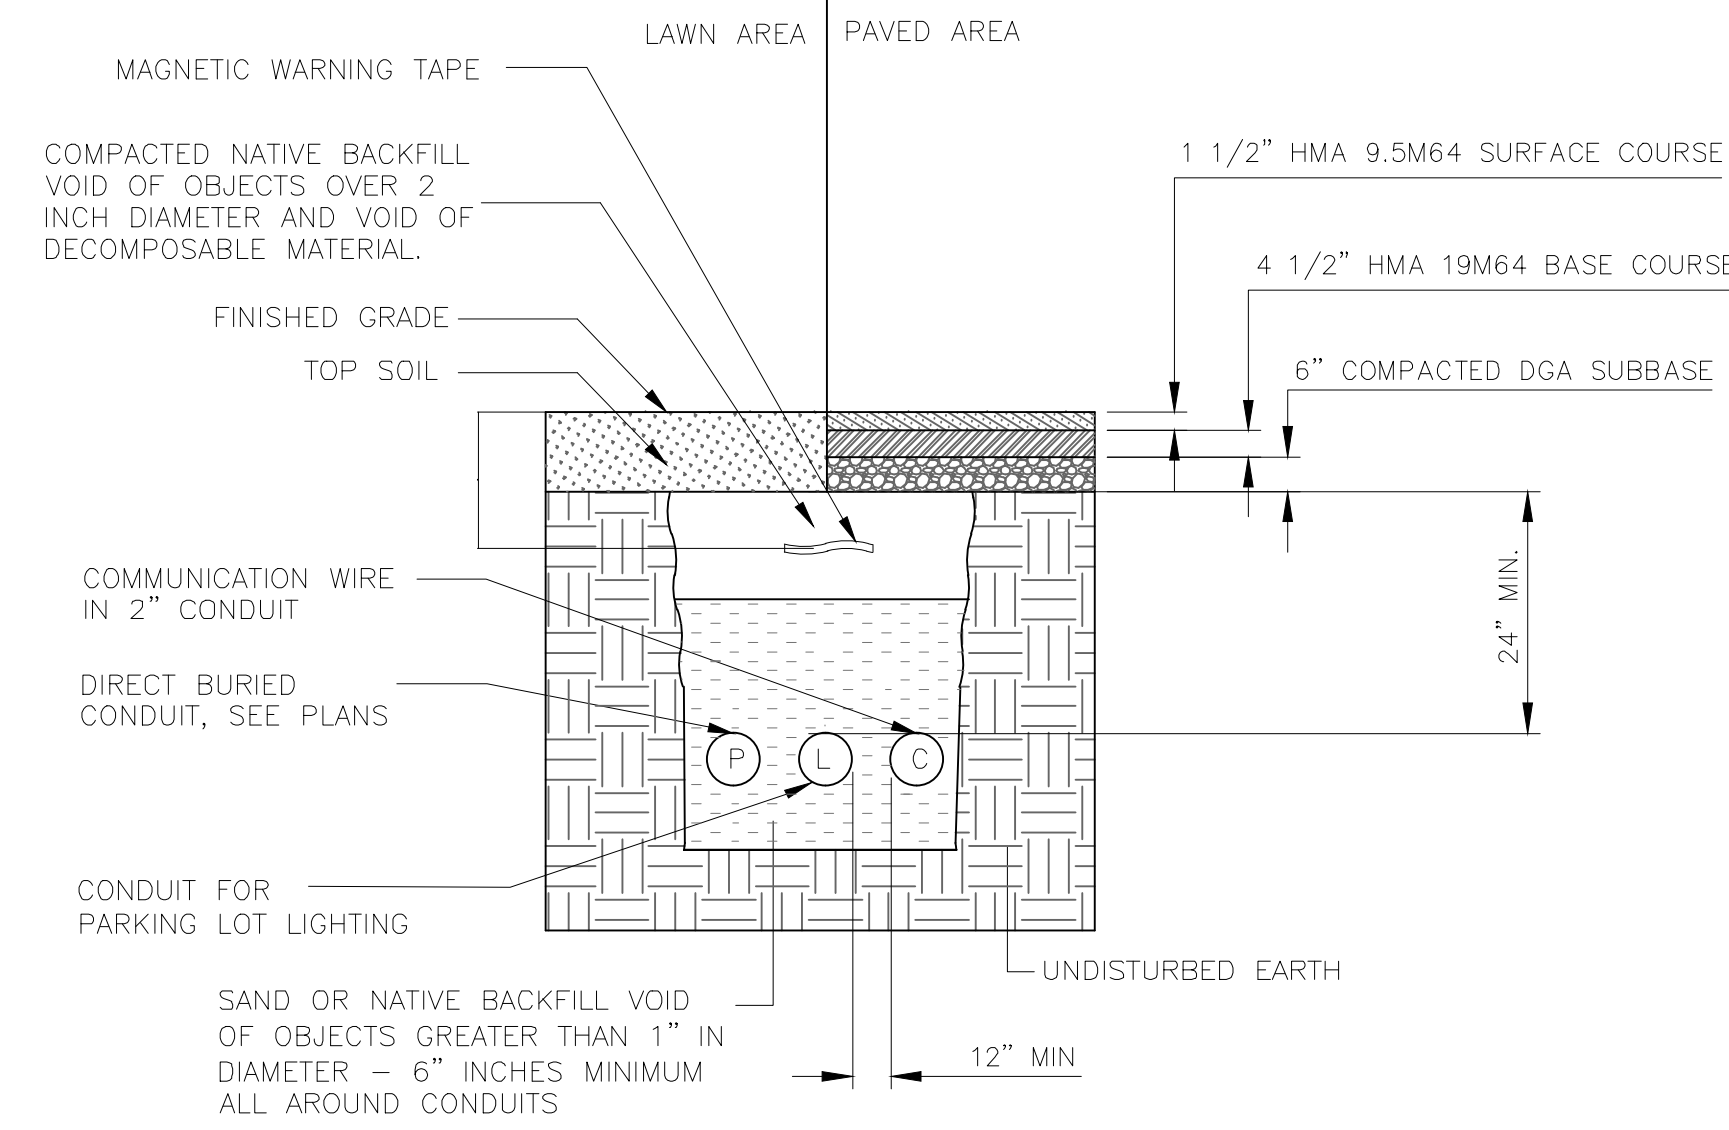 LAWN AREA
PAVED AREA
MAGNETIC WARNING TAPE
COMPACTED NATIVE BACKFILL
VOID OF OBJECTS OVER 2
INCH DIAMETER AND VOID OF
DECOMPOSABLE MATERIAL.
1 1/2” HMA 9.5M64 SURFACE COURSE
4 1/2” HMA 19M64 BASE COURSE
FINISHED GRADE
TOP SOIL
6” COMPACTED DGA SUBBASE
COMMUNICATION WIRE
IN 2” CONDUIT
24” MIN.
DIRECT BURIED
CONDUIT, SEE PLANS
P
L
C
CONDUIT FOR
PARKING LOT LIGHTING
UNDISTURBED EARTH
SAND OR NATIVE BACKFILL VOID
OF OBJECTS GREATER THAN 1” IN
DIAMETER – 6” INCHES MINIMUM
ALL AROUND CONDUITS
12” MIN